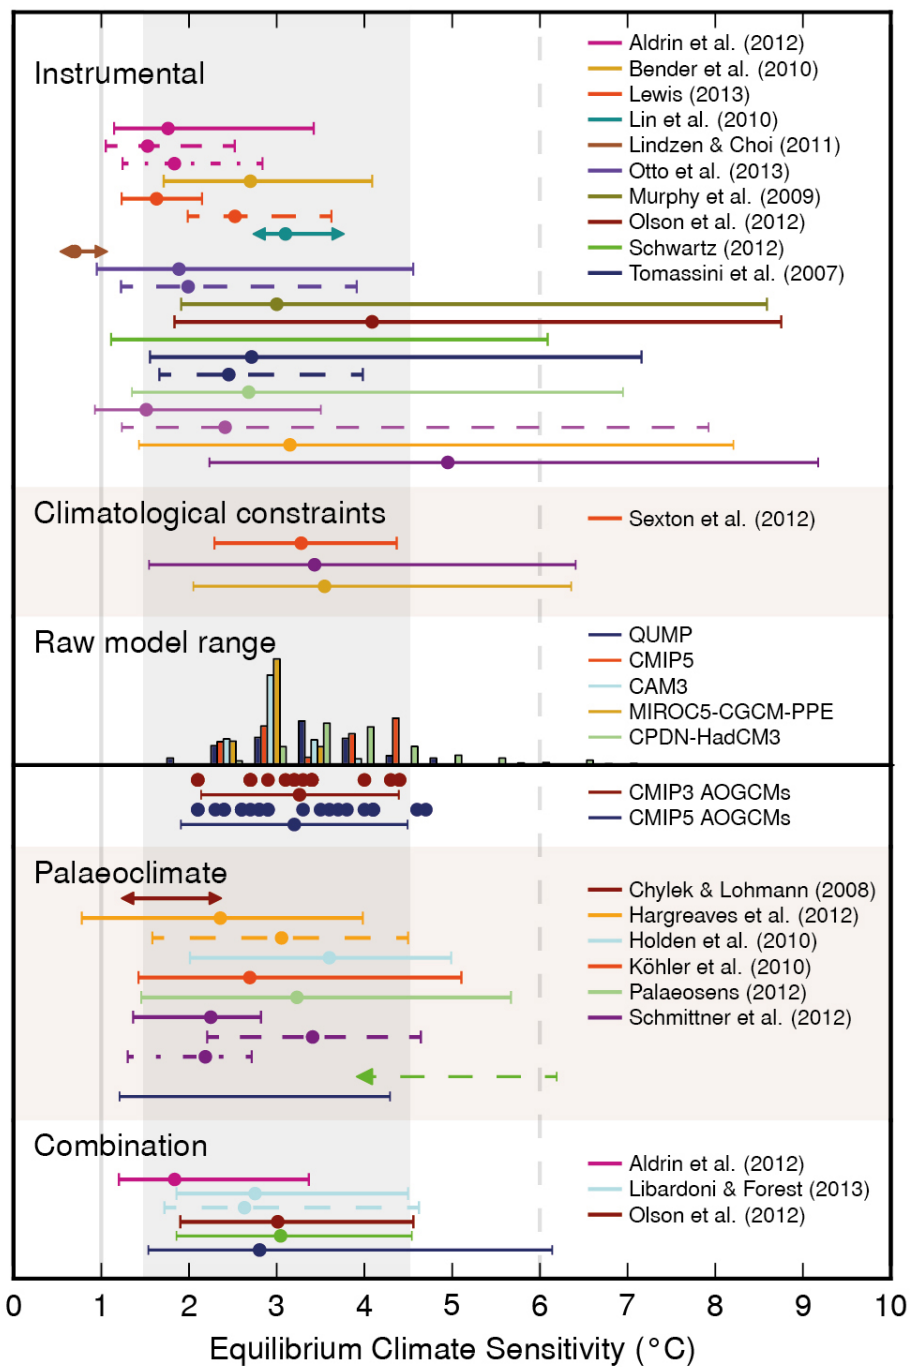 Instrumental
Aldrin et al. (2012)
Bender et al. (2010)
Lewis (2013)
Lin et al. (2010)
Lindzen & Choi (2011)
Otto et al. (2013)
Murphy et al. (2009)
Olson et al. (2012)
Schwartz (2012)
Tomassini et al. (2007)
Climatological constraints
Sexton et al. (2012)
Raw model range
QUMP
CMIP5
CAM3
MIROC5-CGCM-PPE
CPDN-HadCM3
CMIP3 AOGCMs
CMIP5 AOGCMs
Palaeoclimate
Chylek & Lohmann (2008)
Hargreaves et al. (2012)
Holden et al. (2010)
Köhler et al. (2010)
Palaeosens (2012)
Schmittner et al. (2012)
Combination
Aldrin et al. (2012)
Libardoni & Forest (2013)
Olson et al. (2012)
0 1 2 3 4 5 6 7 8 9 10
Equilibrium Climate Sensitivity (°C)